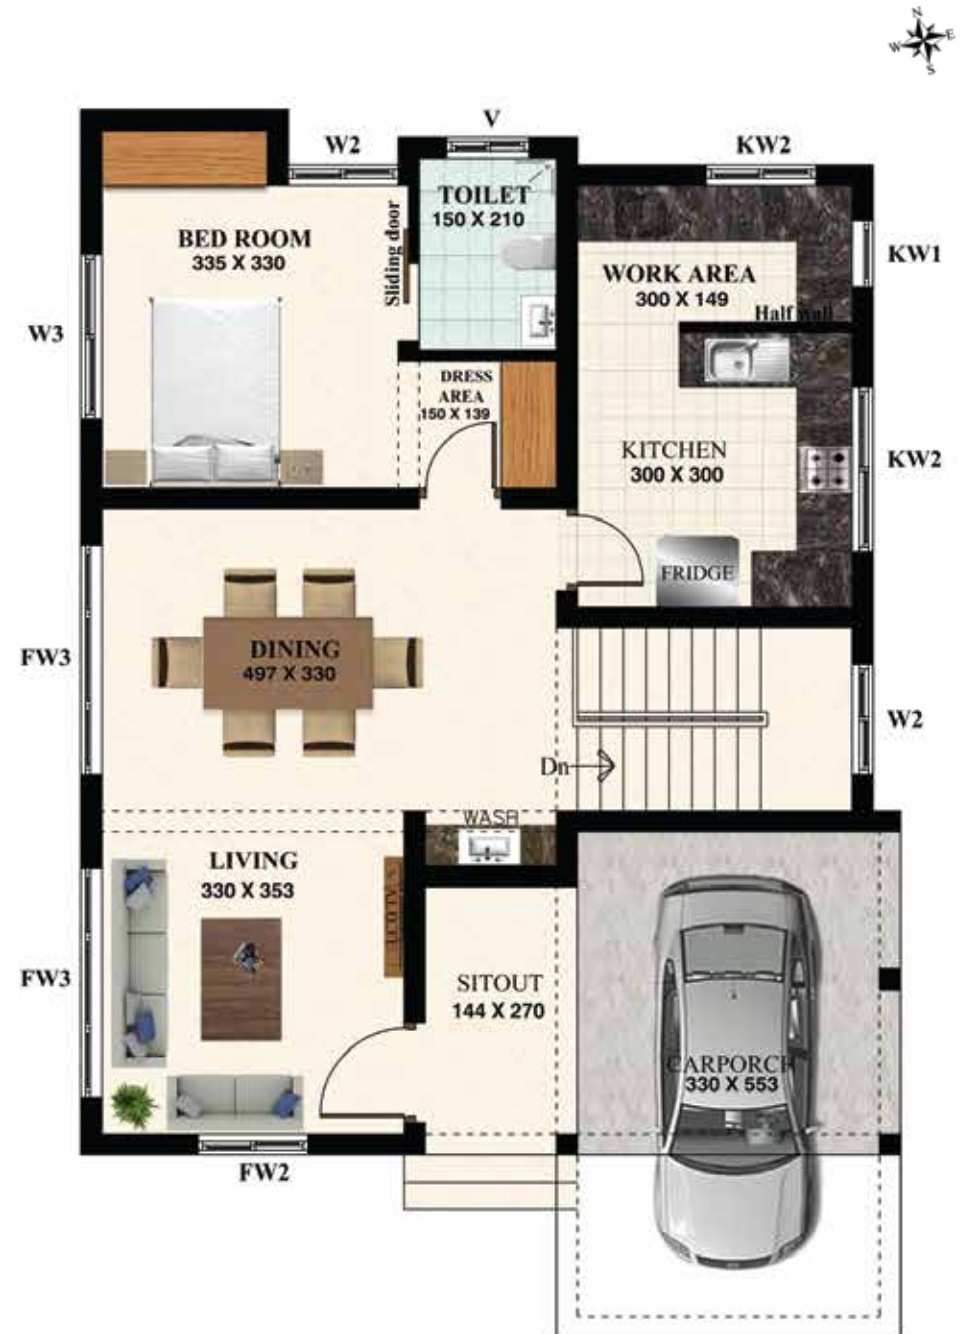 N
W E
S
V
W2
KW2
TOILET
150 X 210
BED ROOM
335 X 330
Sliding door
KW1
WORK AREA
300 X 149
Half wall
W3
DRESS
AREA
150 X 139
KITCHEN
300 X 300
KW2
FRIDGE
FW3
DINING
497 X 330
W2
Dn
WASH
LIVING
330 X 353
FW3
SITOUT
144 X 270
CARPORCH
330 X 553
FW2